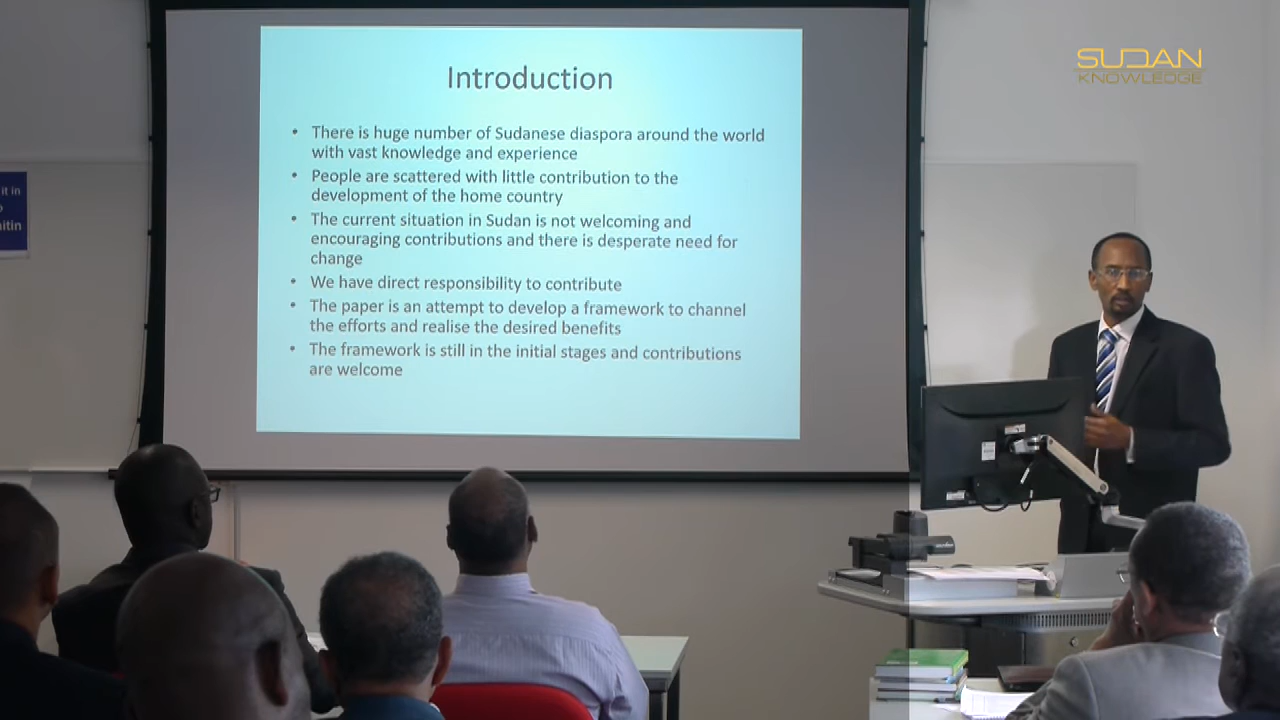 SUDAN
KNOWLEDGE
Introduction
• There is huge number of Sudanese diaspora around the world
with vast knowledge and experience
• People are scattered with little contribution to the
development of the home country
• The current situation in Sudan is not welcoming and
encouraging contributions and there is desperate need for
change
• We have direct responsibility to contribute
• The paper is an attempt to develop a framework to channel
the efforts and realise the desired benefits
• The framework is still in the initial stages and contributions
are welcome
it in